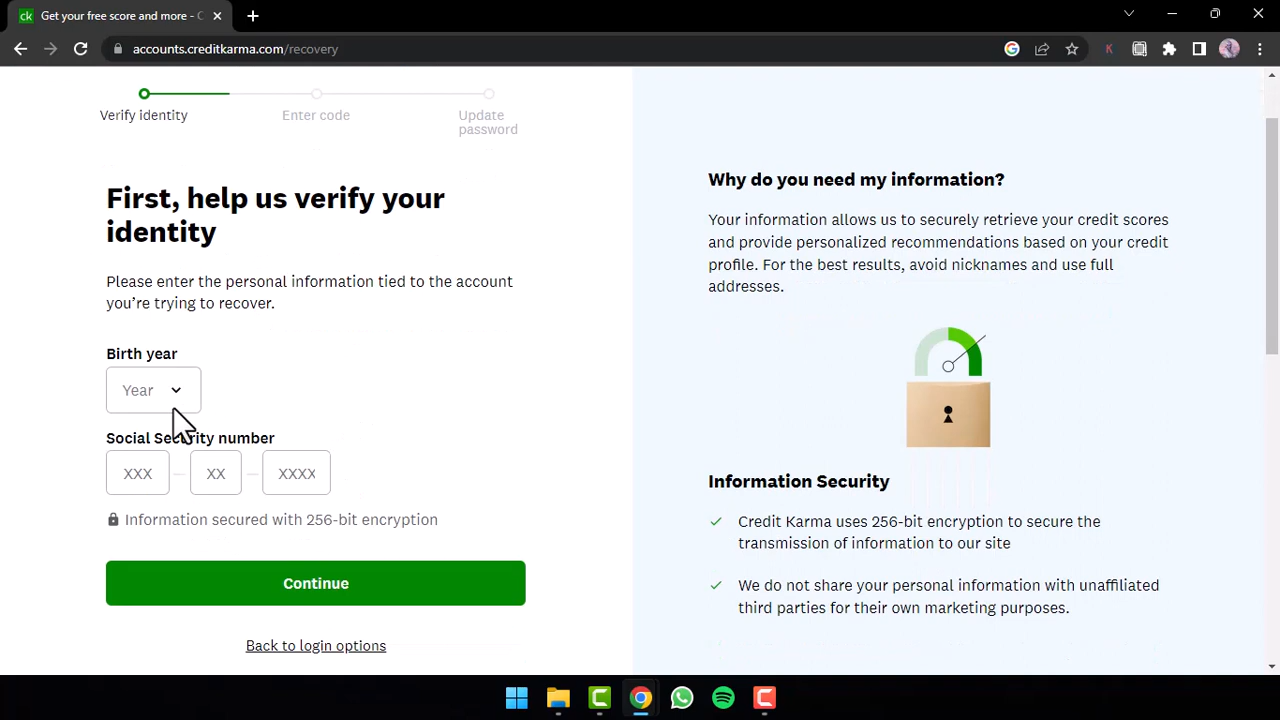 ck
Get your free score and more - C
accounts.creditkarma.com/recovery
G
K
Verify identity
Enter code
Update
password
First, help us verify your
identity
Please enter the personal information tied to the account
you’re trying to recover.
Birth year
Year
Social Security number
XXX
XX
XXXX
Information secured with 256-bit encryption
Continue
Back to login options
Why do you need my information?
Your information allows us to securely retrieve your credit scores
and provide personalized recommendations based on your credit
profile. For the best results, avoid nicknames and use full
addresses.
Information Security
Credit Karma uses 256-bit encryption to secure the
transmission of information to our site
We do not share your personal information with unaffiliated
third parties for their own marketing purposes.
C
C